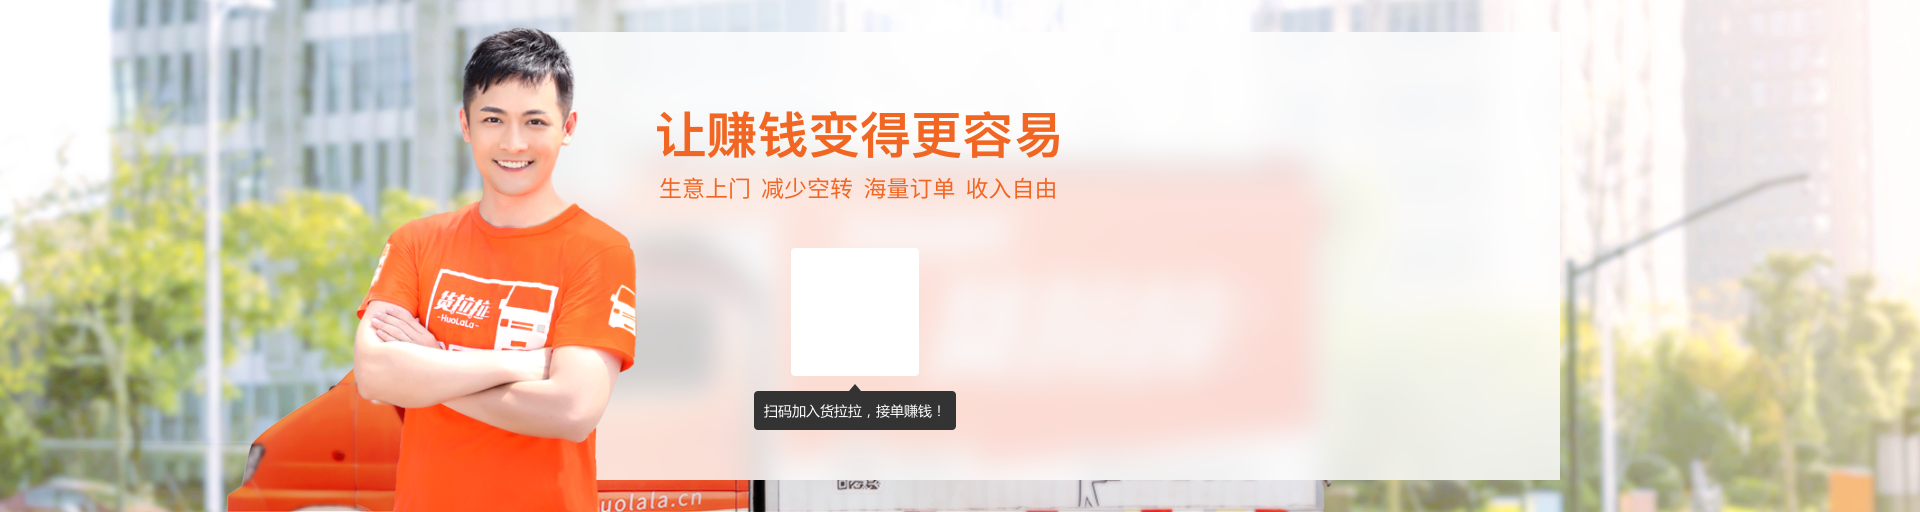 让赚钱变得更容易
生意上门 减少空转 海量订单 收入自由
货拉拉
-HuoLaLa-
扫码加入货拉拉，接单赚钱！
uolala.cn